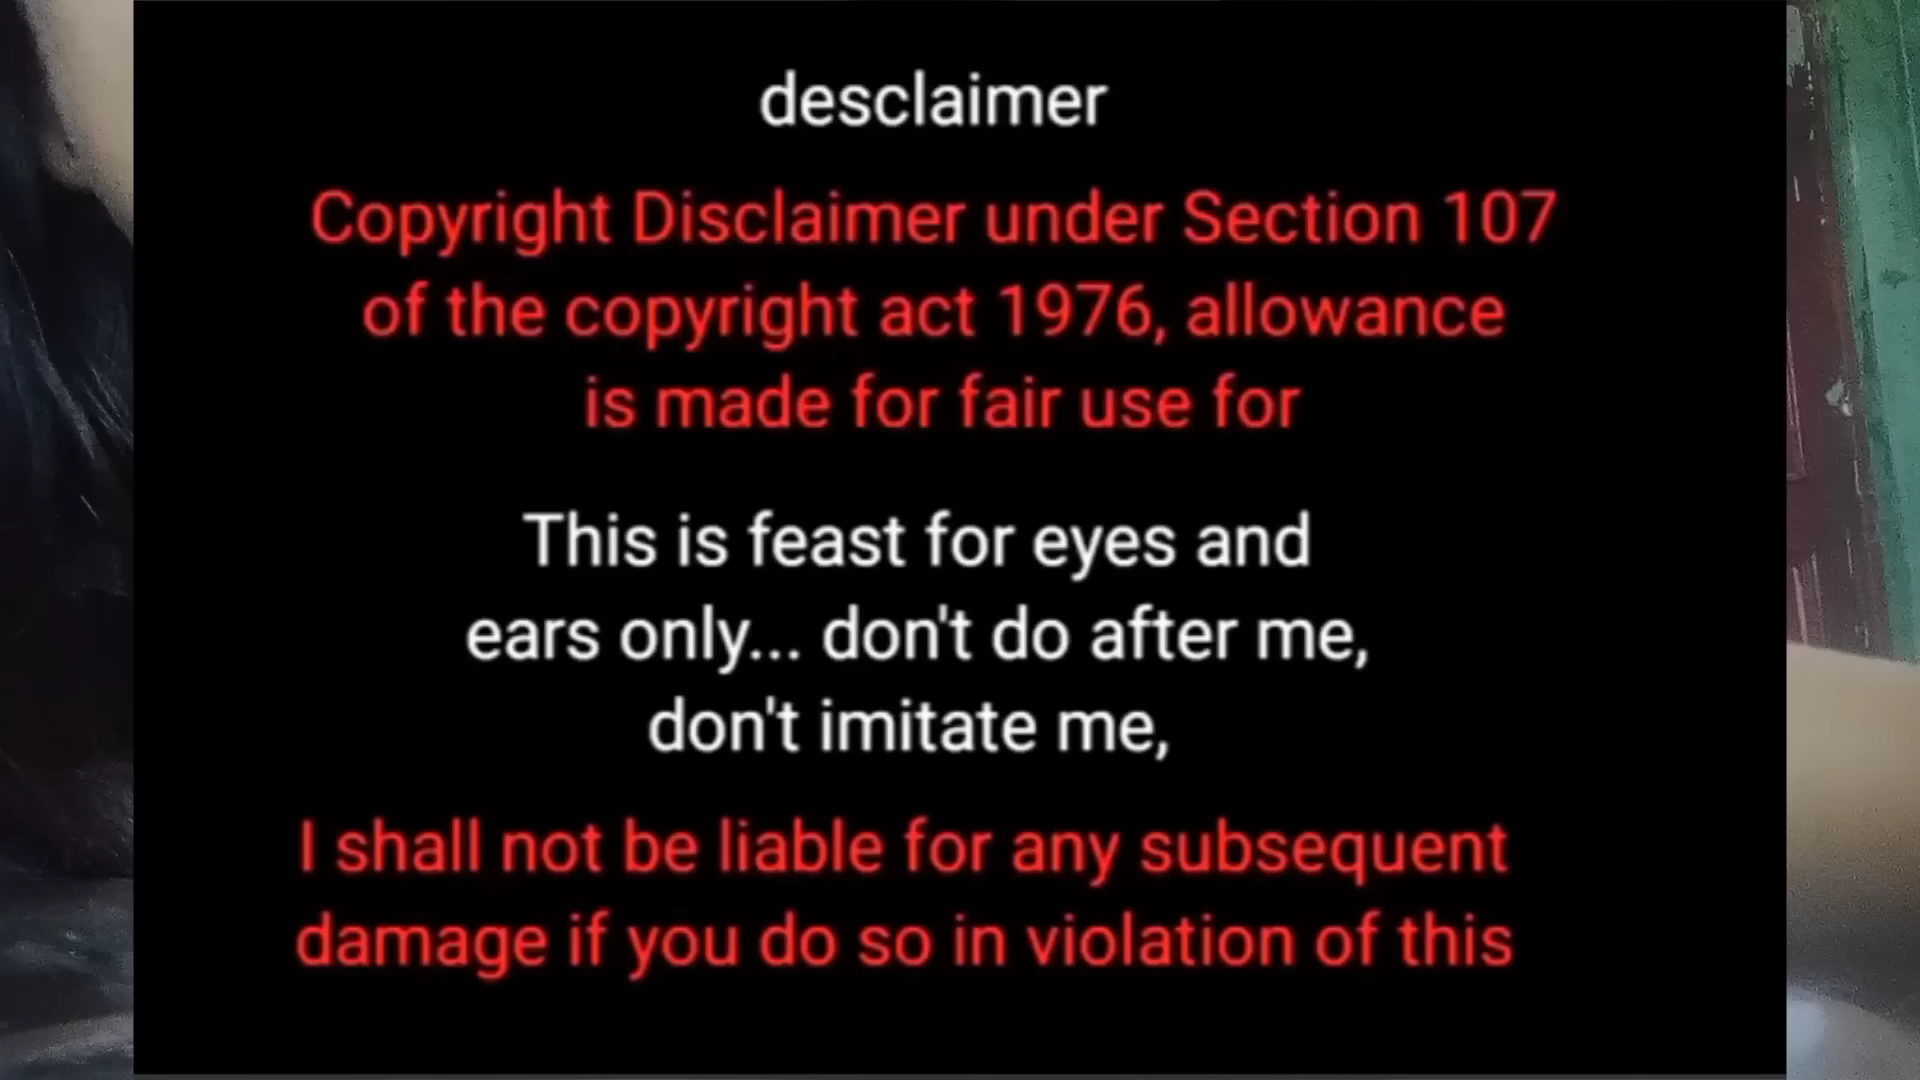 desclaimer
Copyright Disclaimer under Section 107
of the copyright act 1976, allowance
is made for fair use for
This is feast for eyes and
ears only... don't do after me,
don't imitate me,
I shall not be liable for any subsequent
damage if you do so in violation of this